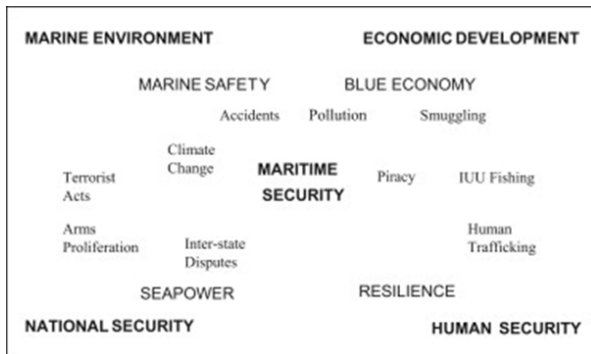 MARINE ENVIRONMENT
ECONOMIC DEVELOPMENT
MARINE SAFETY
BLUE ECONOMY
Accidents
Pollution
Smuggling
Climate
Change
MARITIME
SECURITY
Piracy
IUU Fishing
Terrorist
Acts
Arms
Proliferation
Inter-state
Disputes
Human
Trafficking
SEAPOWER
RESILIENCE
NATIONAL SECURITY
HUMAN SECURITY